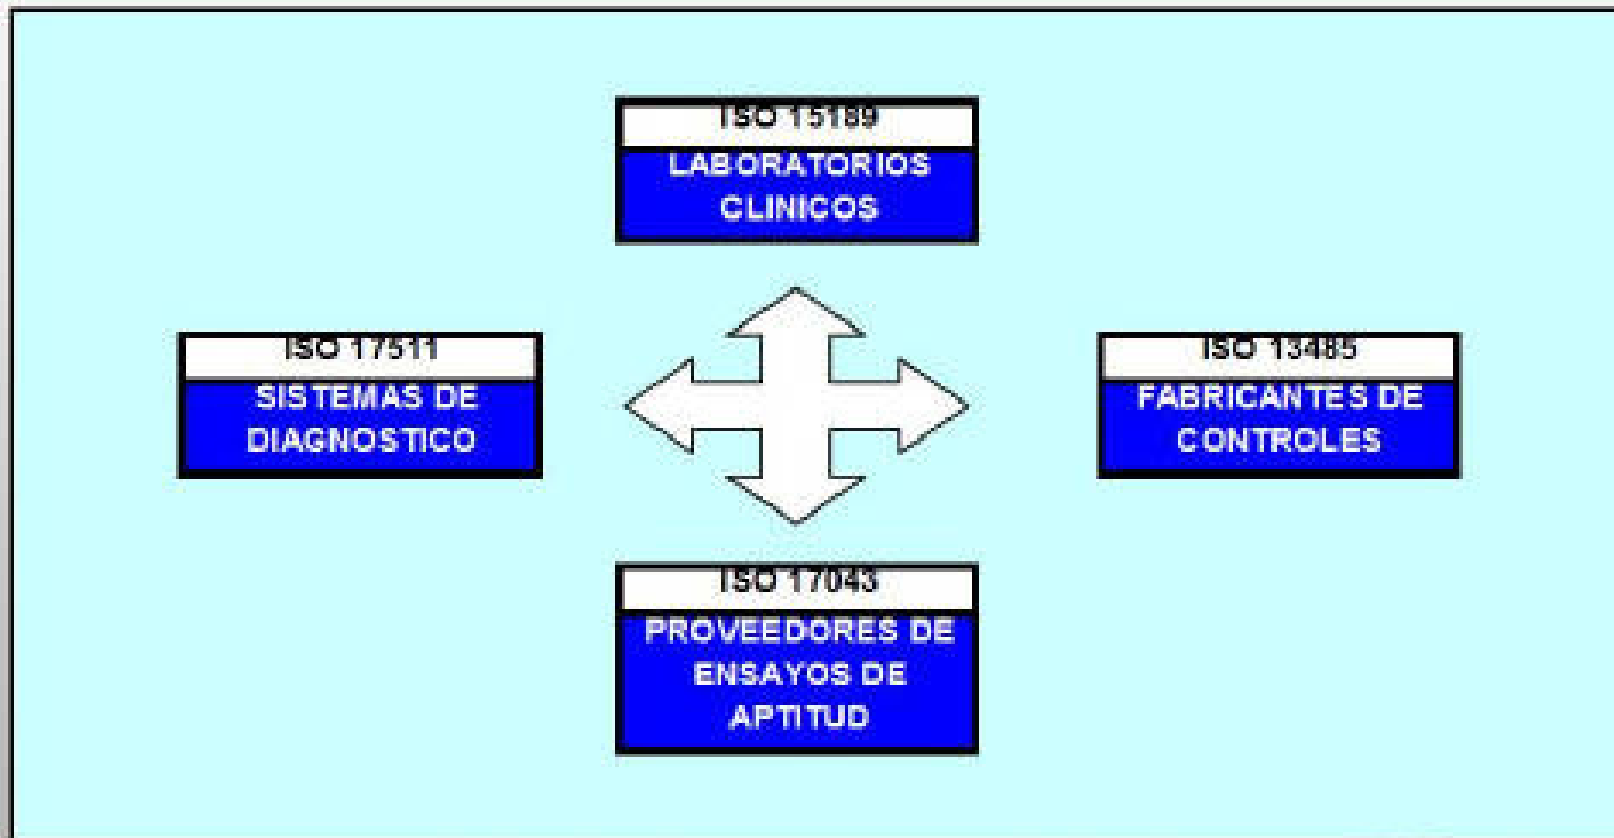 ISO 15189
LABORATORIOS
CLINICOS
ISO 17511
SISTEMAS DE
DIAGNOSTICO
ISO 13485
FABRICANTES DE
CONTROLES
ISO 17043
PROVEEDORES DE
ENSAYOS DE
APTITUD